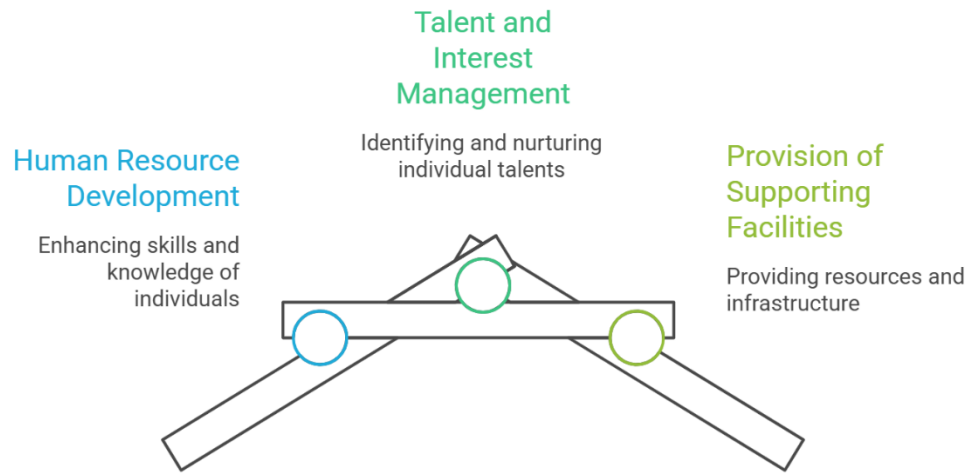 Talent and
Interest
Management
Identifying and nurturing
individual talents
Human Resource
Development
Enhancing skills and
knowledge of
individuals
Provision of
Supporting
Facilities
Providing resources and
infrastructure